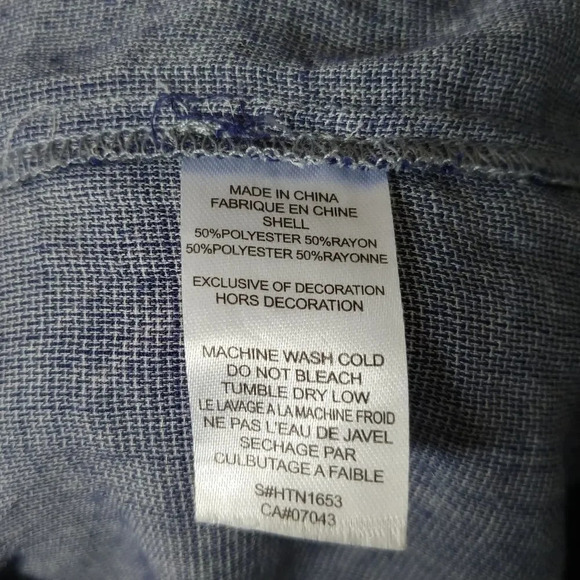 MADE IN CHINA
FABRIQUE EN CHINE
SHELL
50%POLYESTER 50%RAYON
50%POLYESTER 50%RAYONNE
EXCLUSIVE OF DECORATION
HORS DECORATION
MACHINE WASH COLD
DO NOT BLEACH
TUMBLE DRY LOW
LE LAVAGE A LA MACHINE FROID
NE PAS L'EAU DE JAVEL
SECHAGE PAR
CULBUTAGE A FAIBLE
S#HTN1653
CA#07043